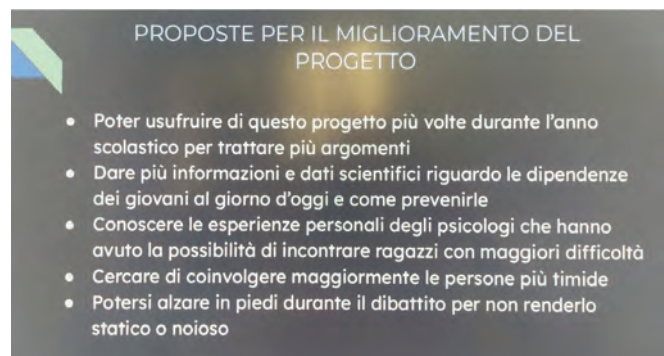 PROPOSTE PER IL MIGLIORAMENTO DEL
PROGETTO
● Poter usufruire di questo progetto più volte durante l'anno
scolastico per trattare più argomenti
● Dare più informazioni e dati scientifici riguardo le dipendenze
dei giovani al giorno d'oggi e come prevenirle
● Conoscere le esperienze personali degli psicologi che hanno
avuto la possibilità di incontrare ragazzi con maggiori difficoltà
● Cercare di coinvolgere maggiormente le persone più timide
● Potersi alzare in piedi durante il dibattito per non renderlo
statico o noioso